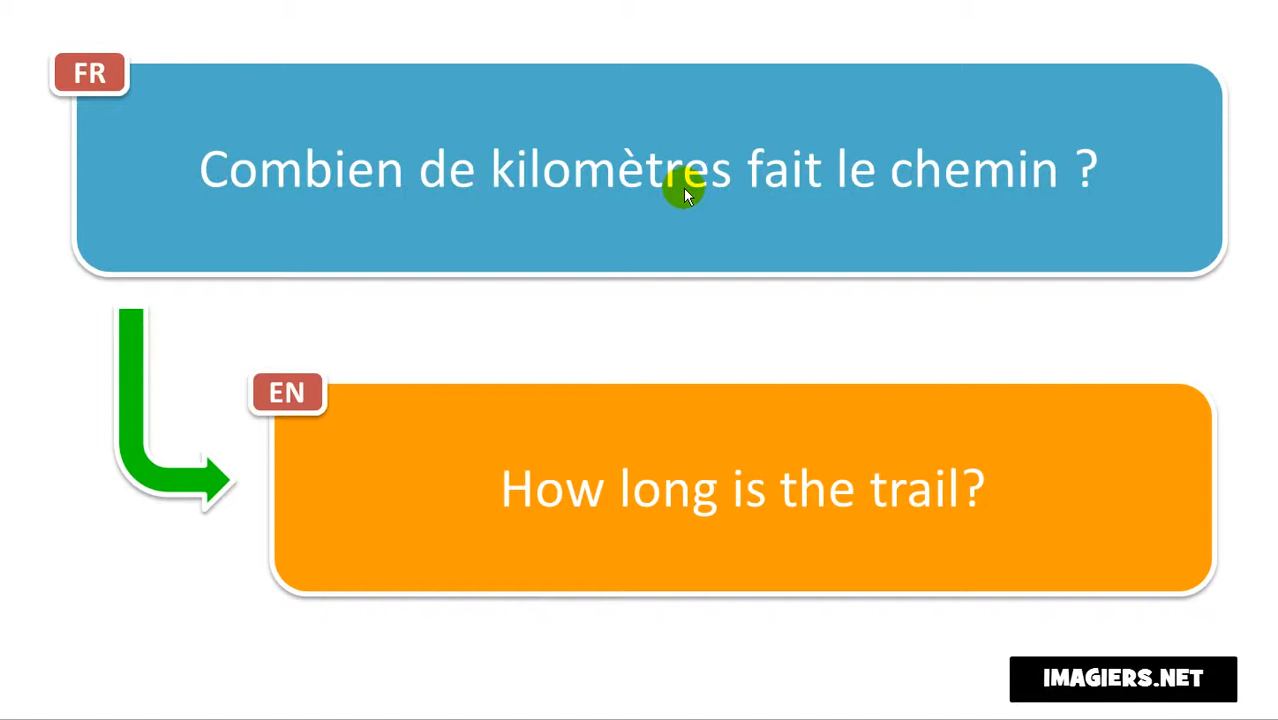 FR
Combien de kilomètres fait le chemin ?
EN
How long is the trail?
IMAGIERS.NET